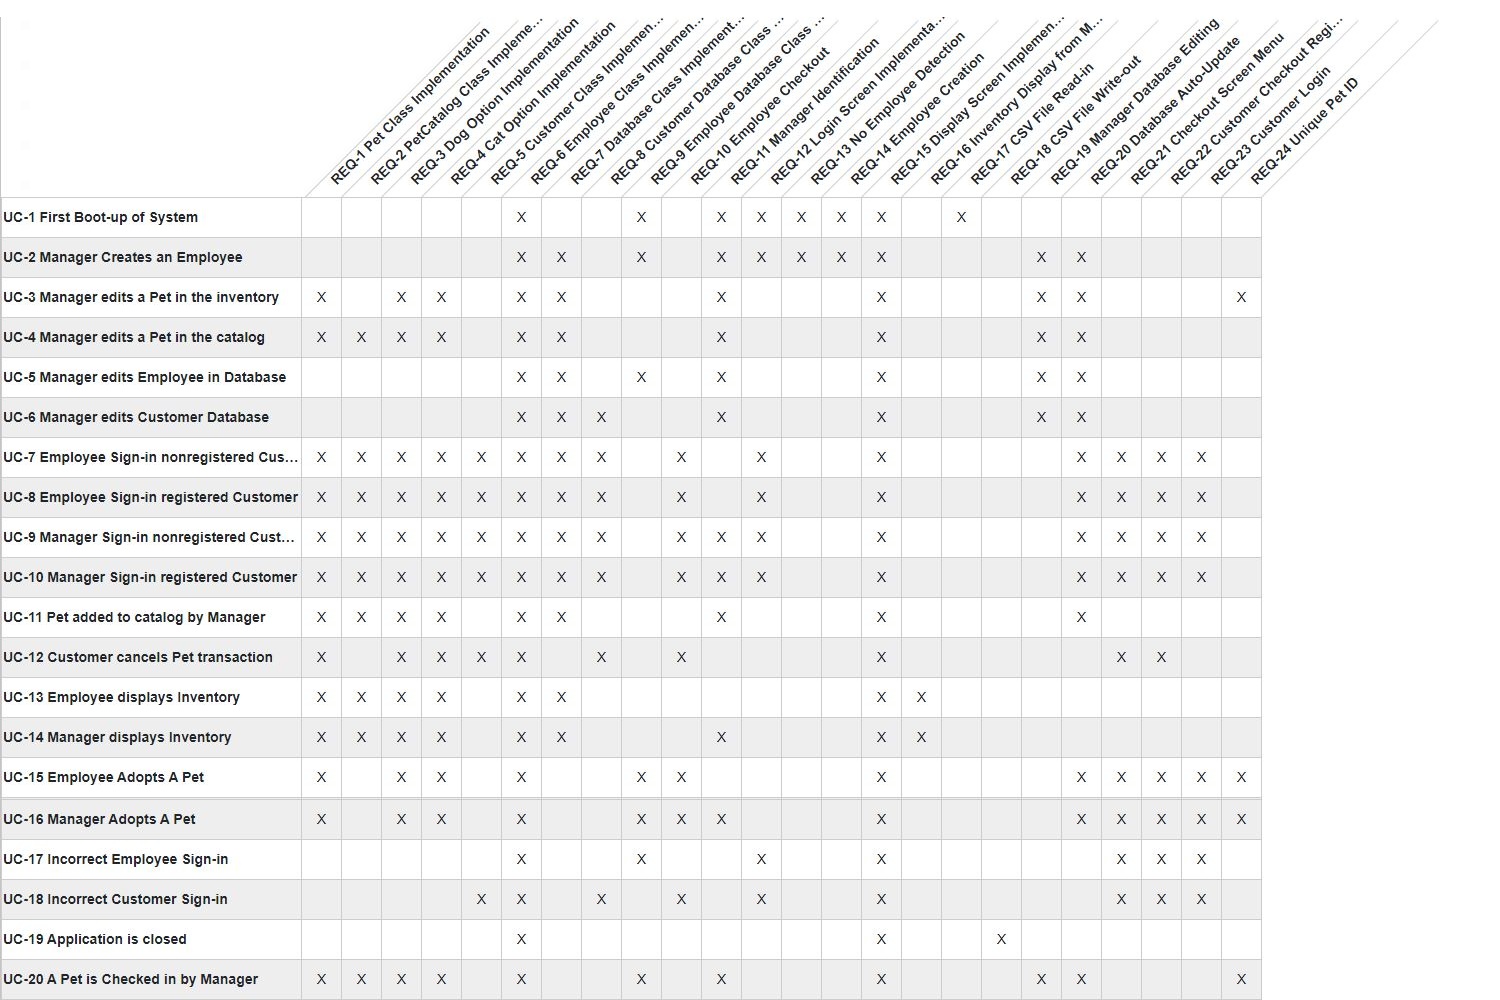 REQ-1 Pet Class Implementation
REQ-2 PetCatalog Class Impleme...
REQ-3 Dog Option Implementation
REQ-4 Cat Option Implementation
REQ-5 Customer Class Implemen...
REQ-6 Employee Class Implemen...
REQ-7 Database Class Implement...
REQ-8 Customer Database Class ...
REQ-9 Employee Database Class ...
REQ-10 Employee Checkout
REQ-11 Manager Identification
REQ-12 Login Screen Implementa...
REQ-13 No Employee Detection
REQ-14 Employee Creation
REQ-15 Display Screen Implemen...
REQ-16 Inventory Display from M...
REQ-17 CSV File Read-in
REQ-18 CSV File Write-out
REQ-19 Manager Database Editing
REQ-20 Database Auto-Update
REQ-21 Checkout Screen Menu
REQ-22 Customer Checkout Regi...
REQ-23 Customer Login
REQ-24 Unique Pet ID
UC-1 First Boot-up of System X X X X X X X X
UC-2 Manager Creates an Employee X X X X X X X X X X
UC-3 Manager edits a Pet in the inventory X X X X X X X X X X
UC-4 Manager edits a Pet in the catalog X X X X X X X X X X
UC-5 Manager edits Employee in Database X X X X X X X
UC-6 Manager edits Customer Database X X X X X X X
UC-7 Employee Sign-in nonregistered Cus... X X X X X X X X X X X X X X X
UC-8 Employee Sign-in registered Customer X X X X X X X X X X X X X X X
UC-9 Manager Sign-in nonregistered Cust... X X X X X X X X X X X X X X X X
UC-10 Manager Sign-in registered Customer X X X X X X X X X X X X X X X X
UC-11 Pet added to catalog by Manager X X X X X X X X X
UC-12 Customer cancels Pet transaction X X X X X X X X X X
UC-13 Employee displays Inventory X X X X X X X X
UC-14 Manager displays Inventory X X X X X X X X X
UC-15 Employee Adopts A Pet X X X X X X X X X X X X
UC-16 Manager Adopts A Pet X X X X X X X X X X X X X
UC-17 Incorrect Employee Sign-in X X X X X X X
UC-18 Incorrect Customer Sign-in X X X X X X X X X
UC-19 Application is closed X X X
UC-20 A Pet is Checked in by Manager X X X X X X X X X X X